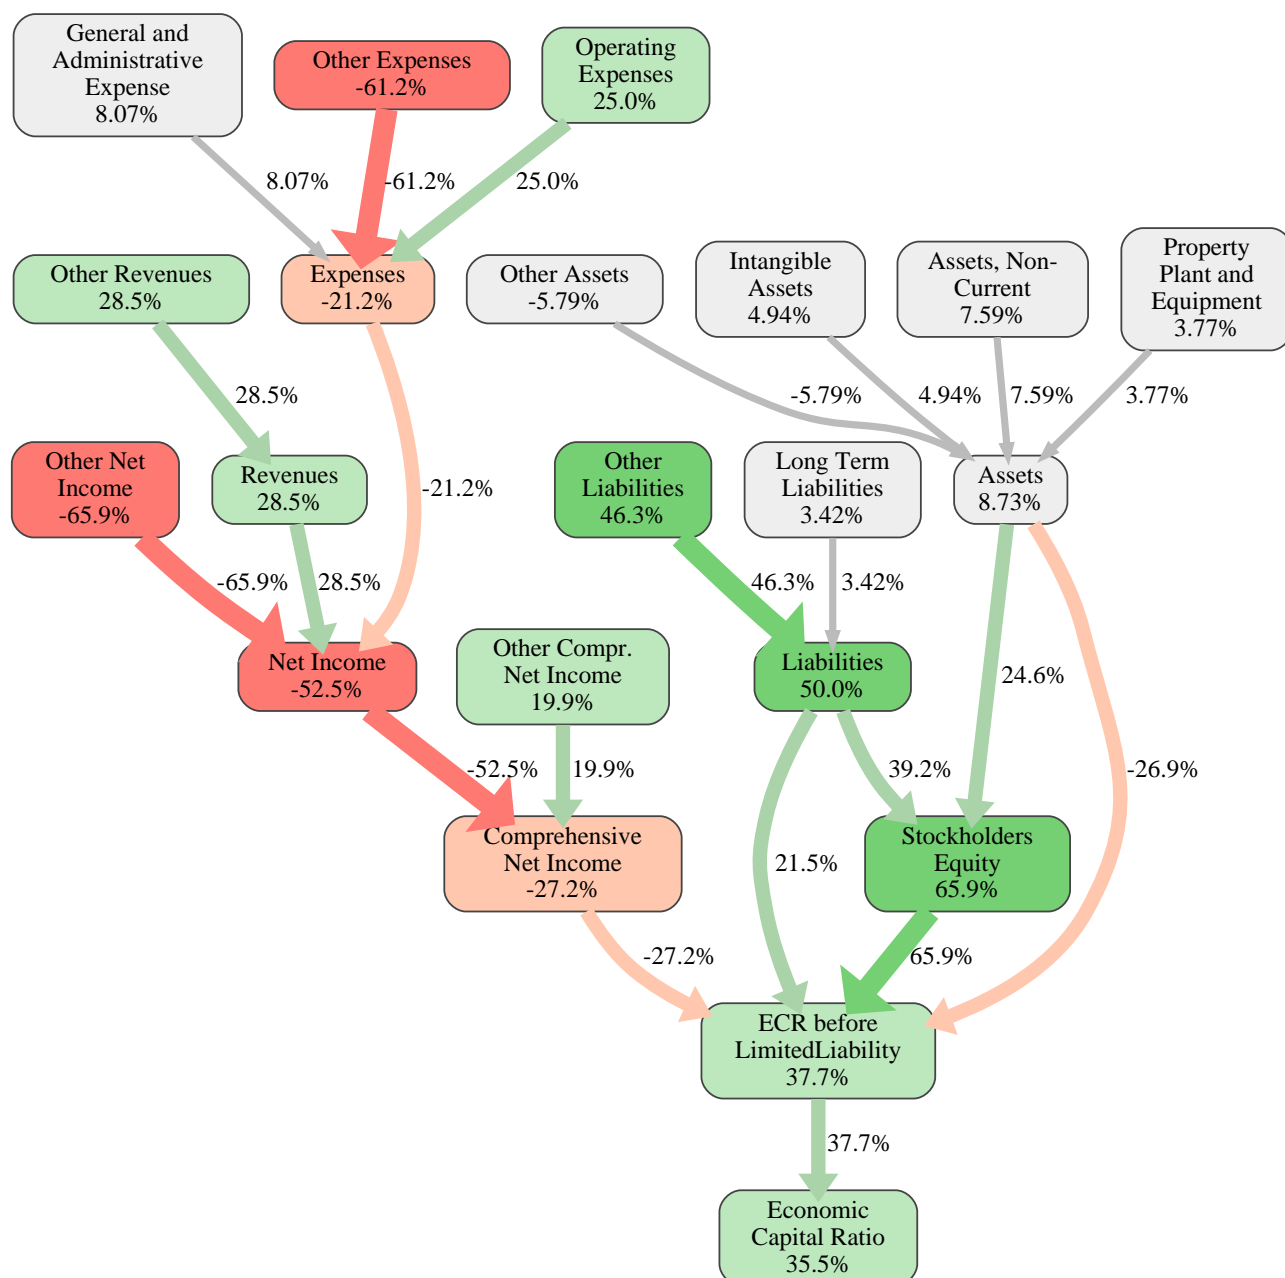 General and
Administrative
Expense
8.07%
Other Expenses
-61.2%
Operating
Expenses
25.0%
8.07%
-61.2%
25.0%
Other Revenues
28.5%
Expenses
-21.2%
Other Assets
-5.79%
Intangible
Assets
4.94%
Assets, Non-
Current
7.59%
Property
Plant and
Equipment
3.77%
28.5%
-5.79%
4.94%
7.59%
3.77%
Other Net
Income
-65.9%
Revenues
28.5%
-21.2%
Other
Liabilities
46.3%
Long Term
Liabilities
3.42%
Assets
8.73%
-65.9%
28.5%
46.3%
3.42%
Net Income
-52.5%
Other Compr.
Net Income
19.9%
Liabilities
50.0%
24.6%
-52.5%
19.9%
39.2%
-26.9%
Comprehensive
Net Income
-27.2%
21.5%
Stockholders
Equity
65.9%
-27.2%
65.9%
ECR before
LimitedLiability
37.7%
37.7%
Economic
Capital Ratio
35.5%